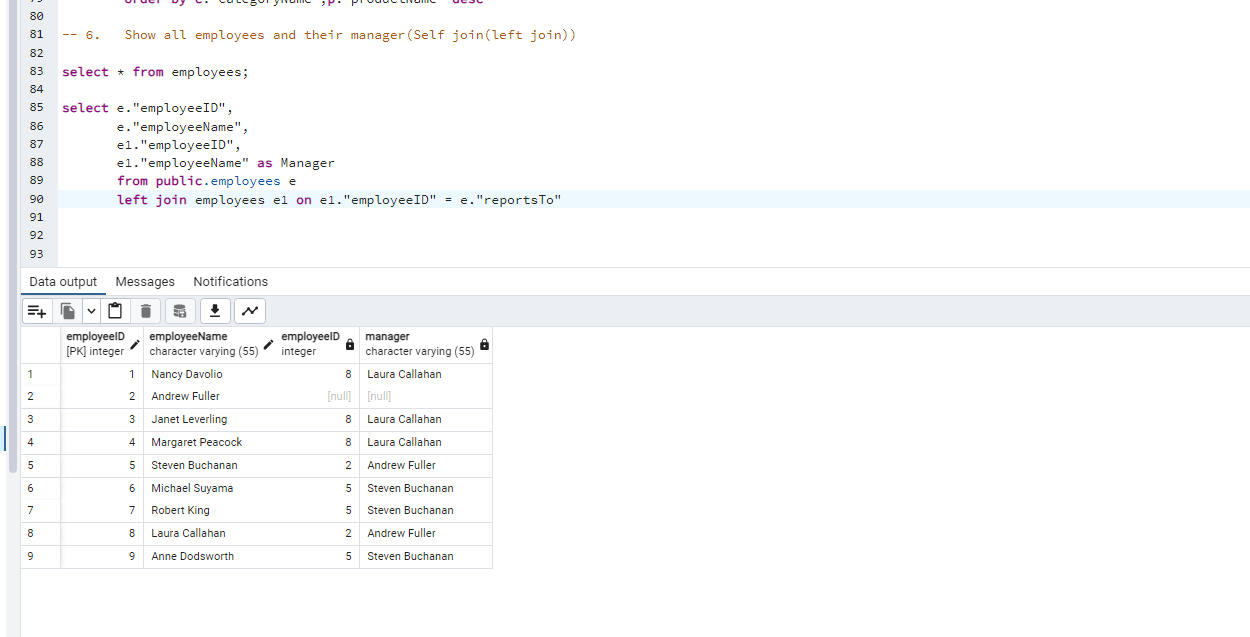 79 order by c."categoryName",p."productName" desc
80
81 -- 6. Show all employees and their manager(Self join(left join))
82
83 select * from employees;
84
85 select e."employeeID",
86 e."employeeName",
87 e1."employeeID",
88 e1."employeeName" as Manager
89 from public.employees e
90 left join employees e1 on e1."employeeID" = e."reportsTo"
91
92
93
Data output Messages Notifications
employeeID employeeName employeeID manager
[PK] integer character varying (55) integer character varying (55)
1 1 Nancy Davolio 8 Laura Callahan
2 2 Andrew Fuller [null] [null]
3 3 Janet Leverling 8 Laura Callahan
4 4 Margaret Peacock 8 Laura Callahan
5 5 Steven Buchanan 2 Andrew Fuller
6 6 Michael Suyama 5 Steven Buchanan
7 7 Robert King 5 Steven Buchanan
8 8 Laura Callahan 2 Andrew Fuller
9 9 Anne Dodsworth 5 Steven Buchanan